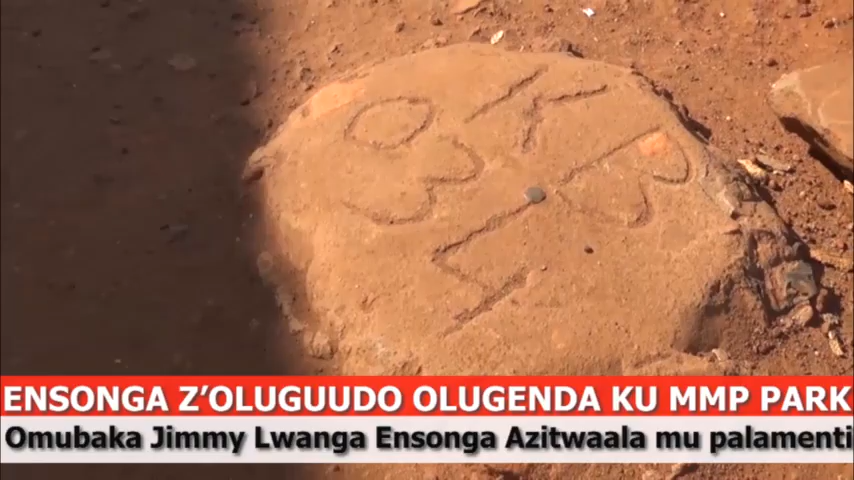 ENSONGA Z’OLUGUUDO OLUGENDA KU MMP PARK
Omubaka Jimmy Lwanga Ensonga Azitwaala mu palamenti